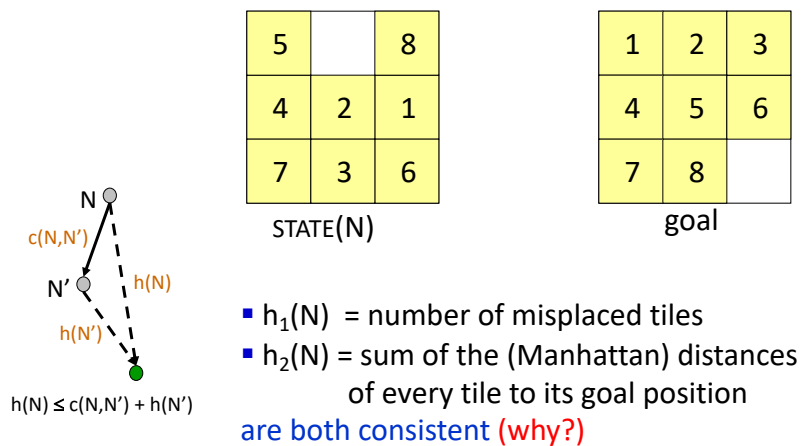 5 8
4 2 1
7 3 6
STATE(N)
1 2 3
4 5 6
7 8
goal
N
c(N,N’)
N’
h(N)
h(N’)
h(N) ≤ c(N,N’) + h(N’)
▪ h₁(N) = number of misplaced tiles
▪ h₂(N) = sum of the (Manhattan) distances
of every tile to its goal position
are both consistent (why?)